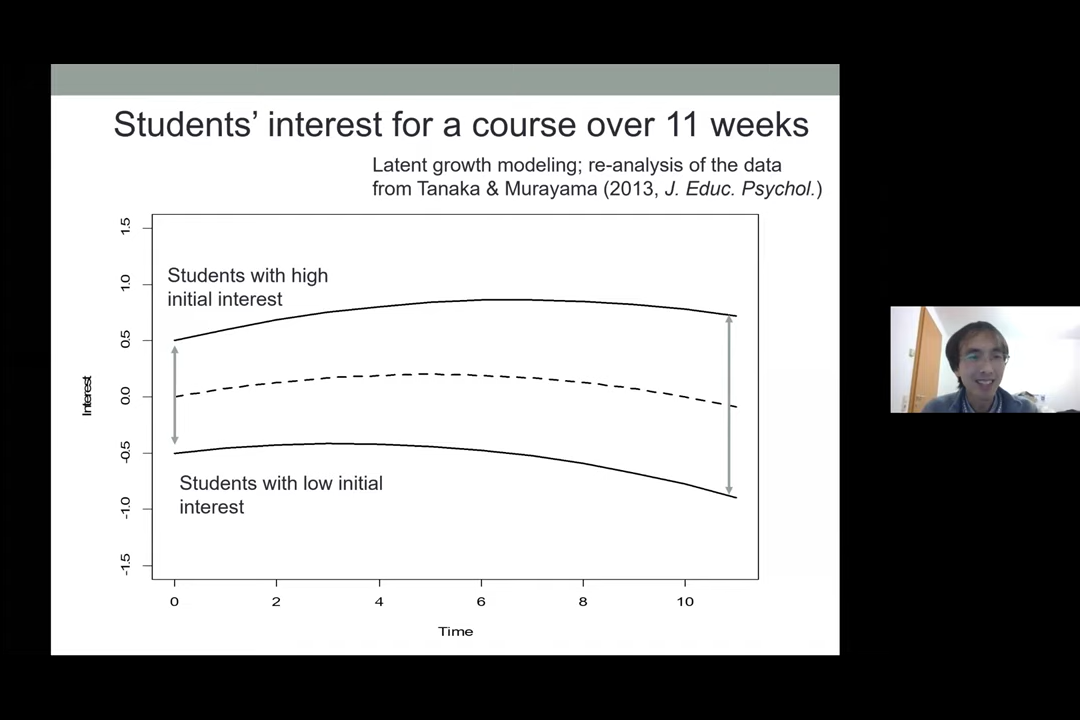 Students’ interest for a course over 11 weeks
Latent growth modeling; re-analysis of the data
from Tanaka & Murayama (2013, J. Educ. Psychol.)
1.5
1.0
0.5
0.0
-0.5
-1.0
-1.5
Interest
Students with high
initial interest
Students with low initial
interest
0 2 4 6 8 10
Time